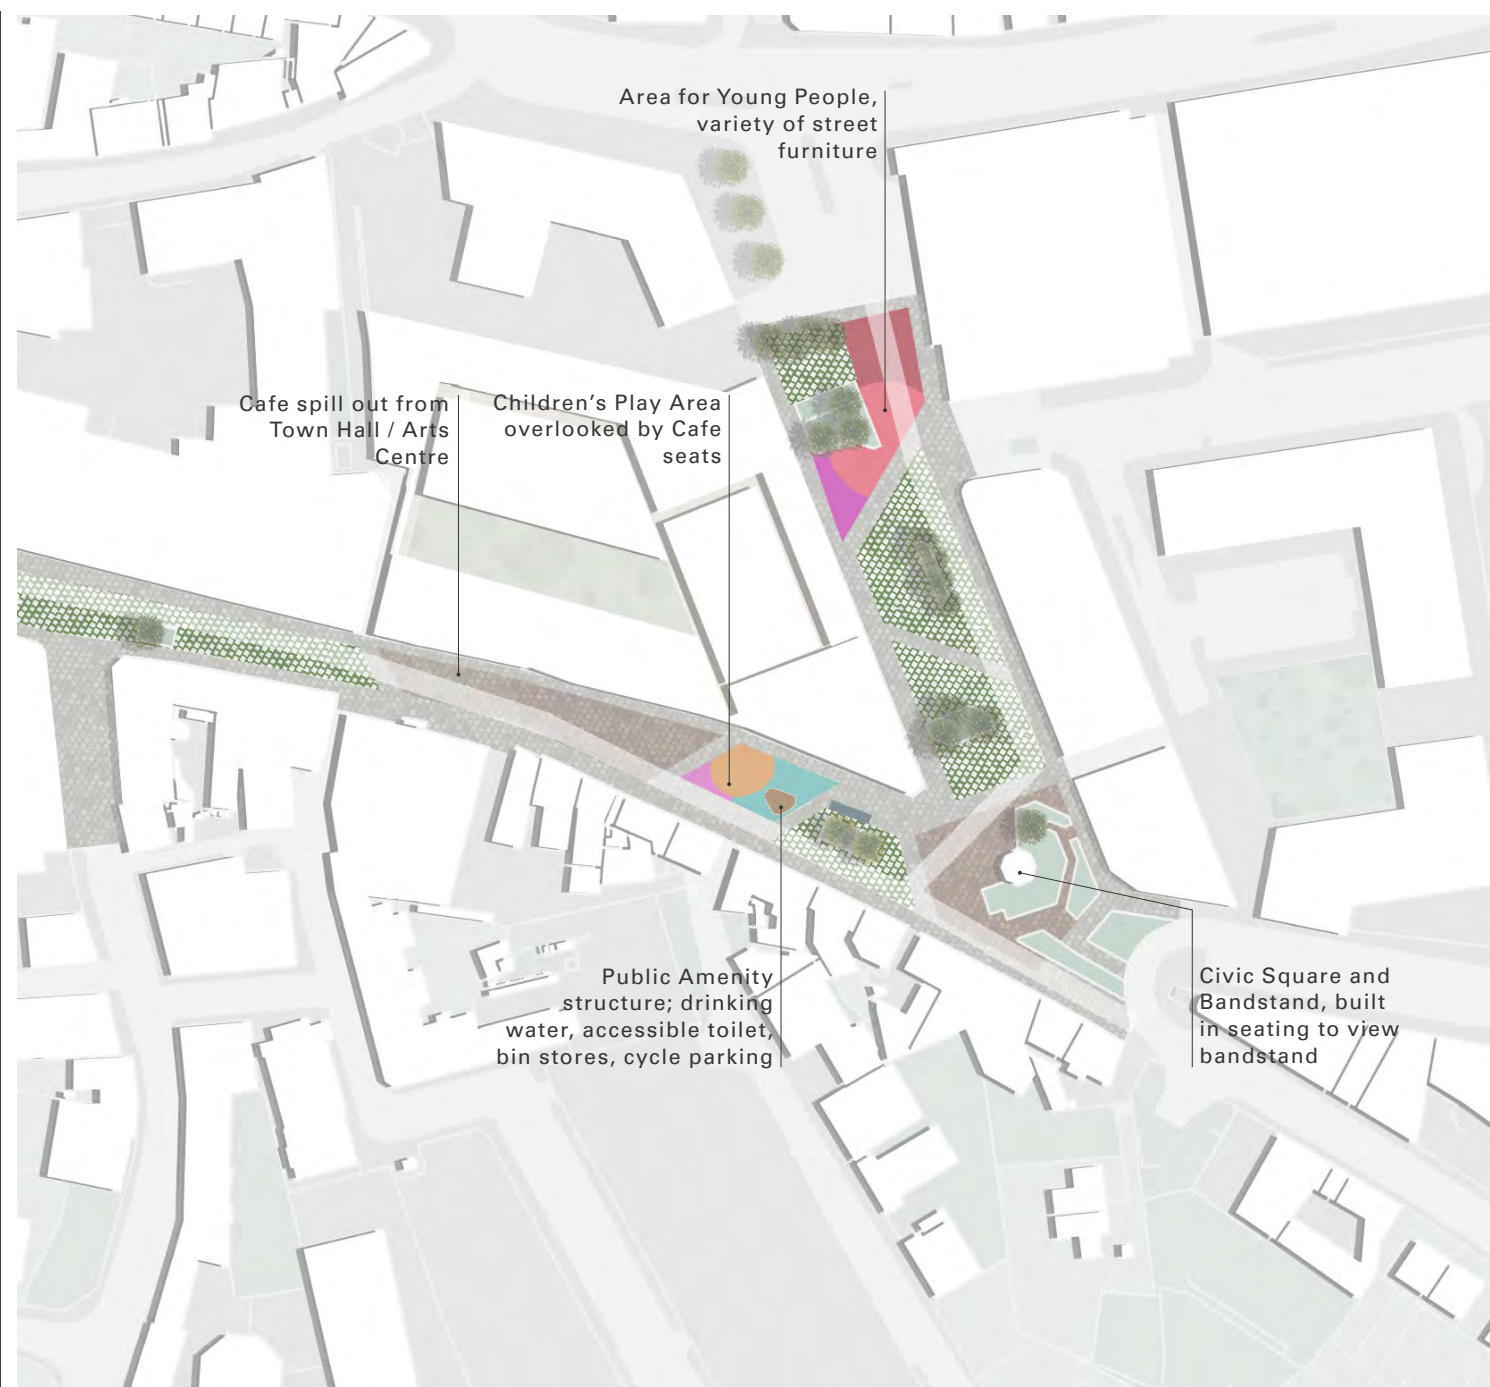 Area for Young People,
variety of street
furniture
Cafe spill out from
Town Hall / Arts
Centre
Children's Play Area
overlooked by Cafe
seats
Public Amenity
structure; drinking
water, accessible toilet,
bin stores, cycle parking
Civic Square and
Bandstand, built
in seating to view
bandstand